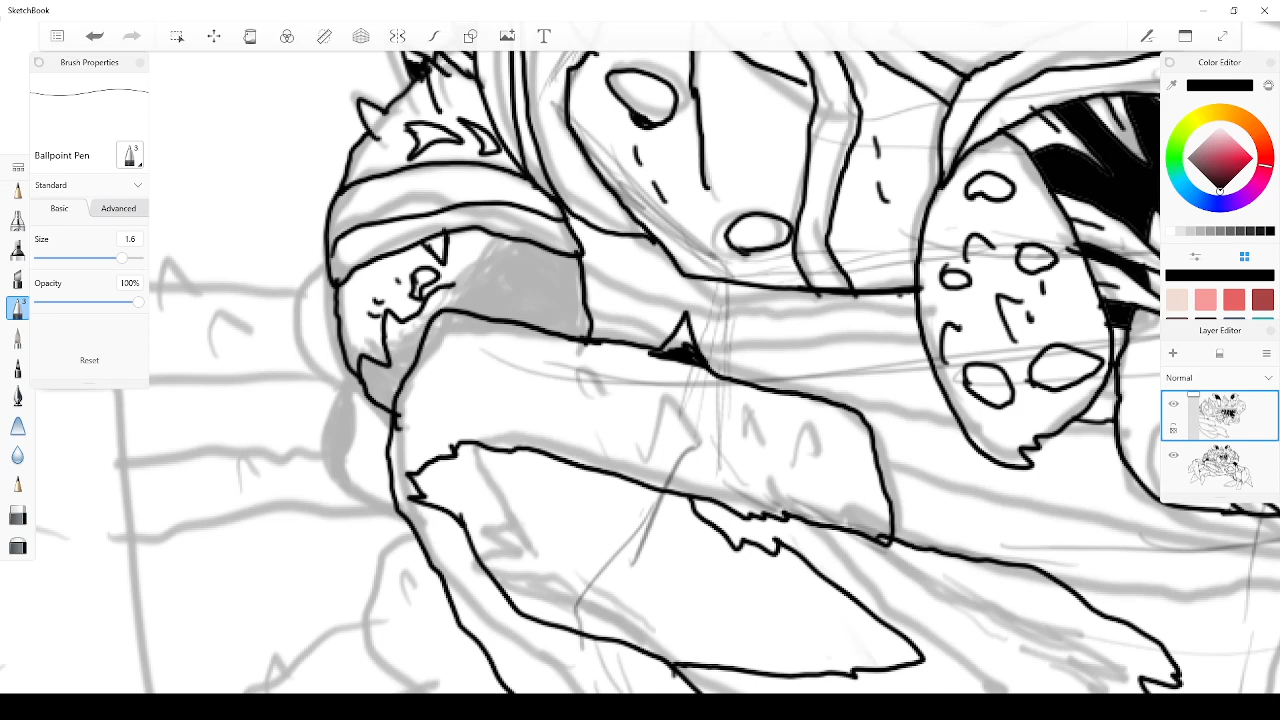 SketchBook
Brush Properties
Color Editor
Ballpoint Pen
3
Standard
Basic
Advanced
Size
1.6
Opacity
100%
Reset
Layer Editor
Normal